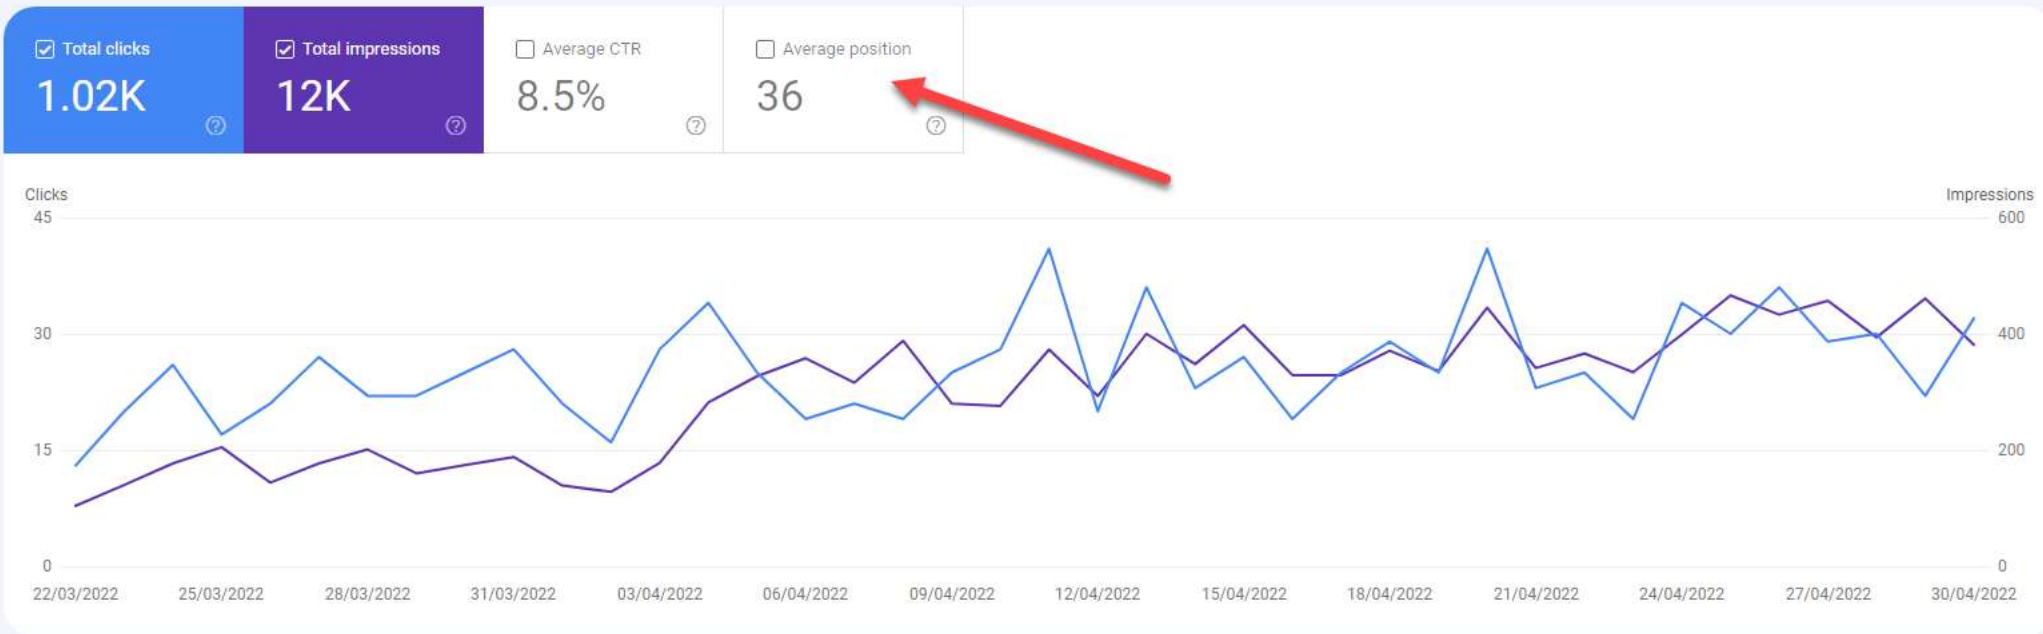 Total clicks
1.02K
Total impressions
12K
Average CTR
8.5%
Average position
36
Clicks
Impressions
45
600
30
400
15
200
0
0
22/03/2022 25/03/2022 28/03/2022 31/03/2022 03/04/2022 06/04/2022 09/04/2022 12/04/2022 15/04/2022 18/04/2022 21/04/2022 24/04/2022 27/04/2022 30/04/2022